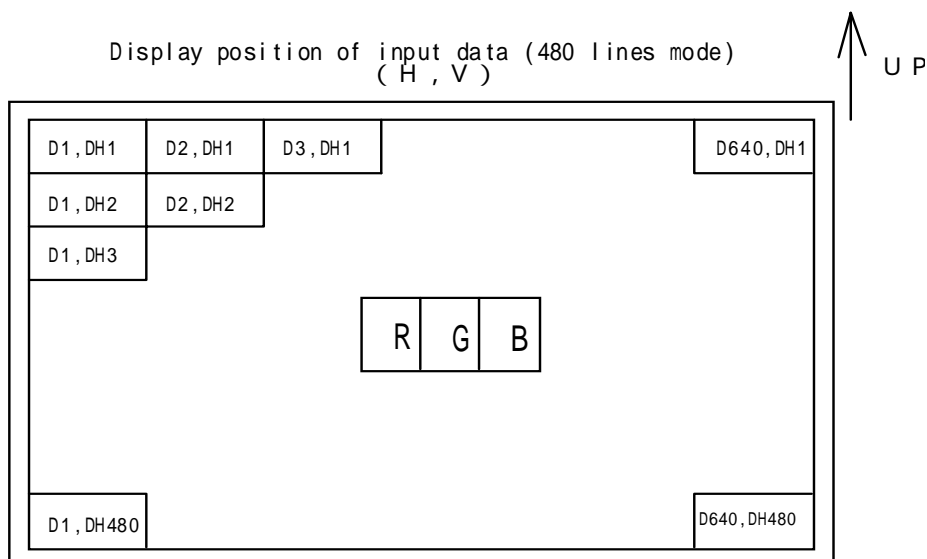 Display position of input data (480 lines mode)
( H , V )
U P
D1,DH1 D2,DH1 D3,DH1 D640,DH1
D1,DH2 D2,DH2
D1,DH3
R G B
D1,DH480 D640,DH480